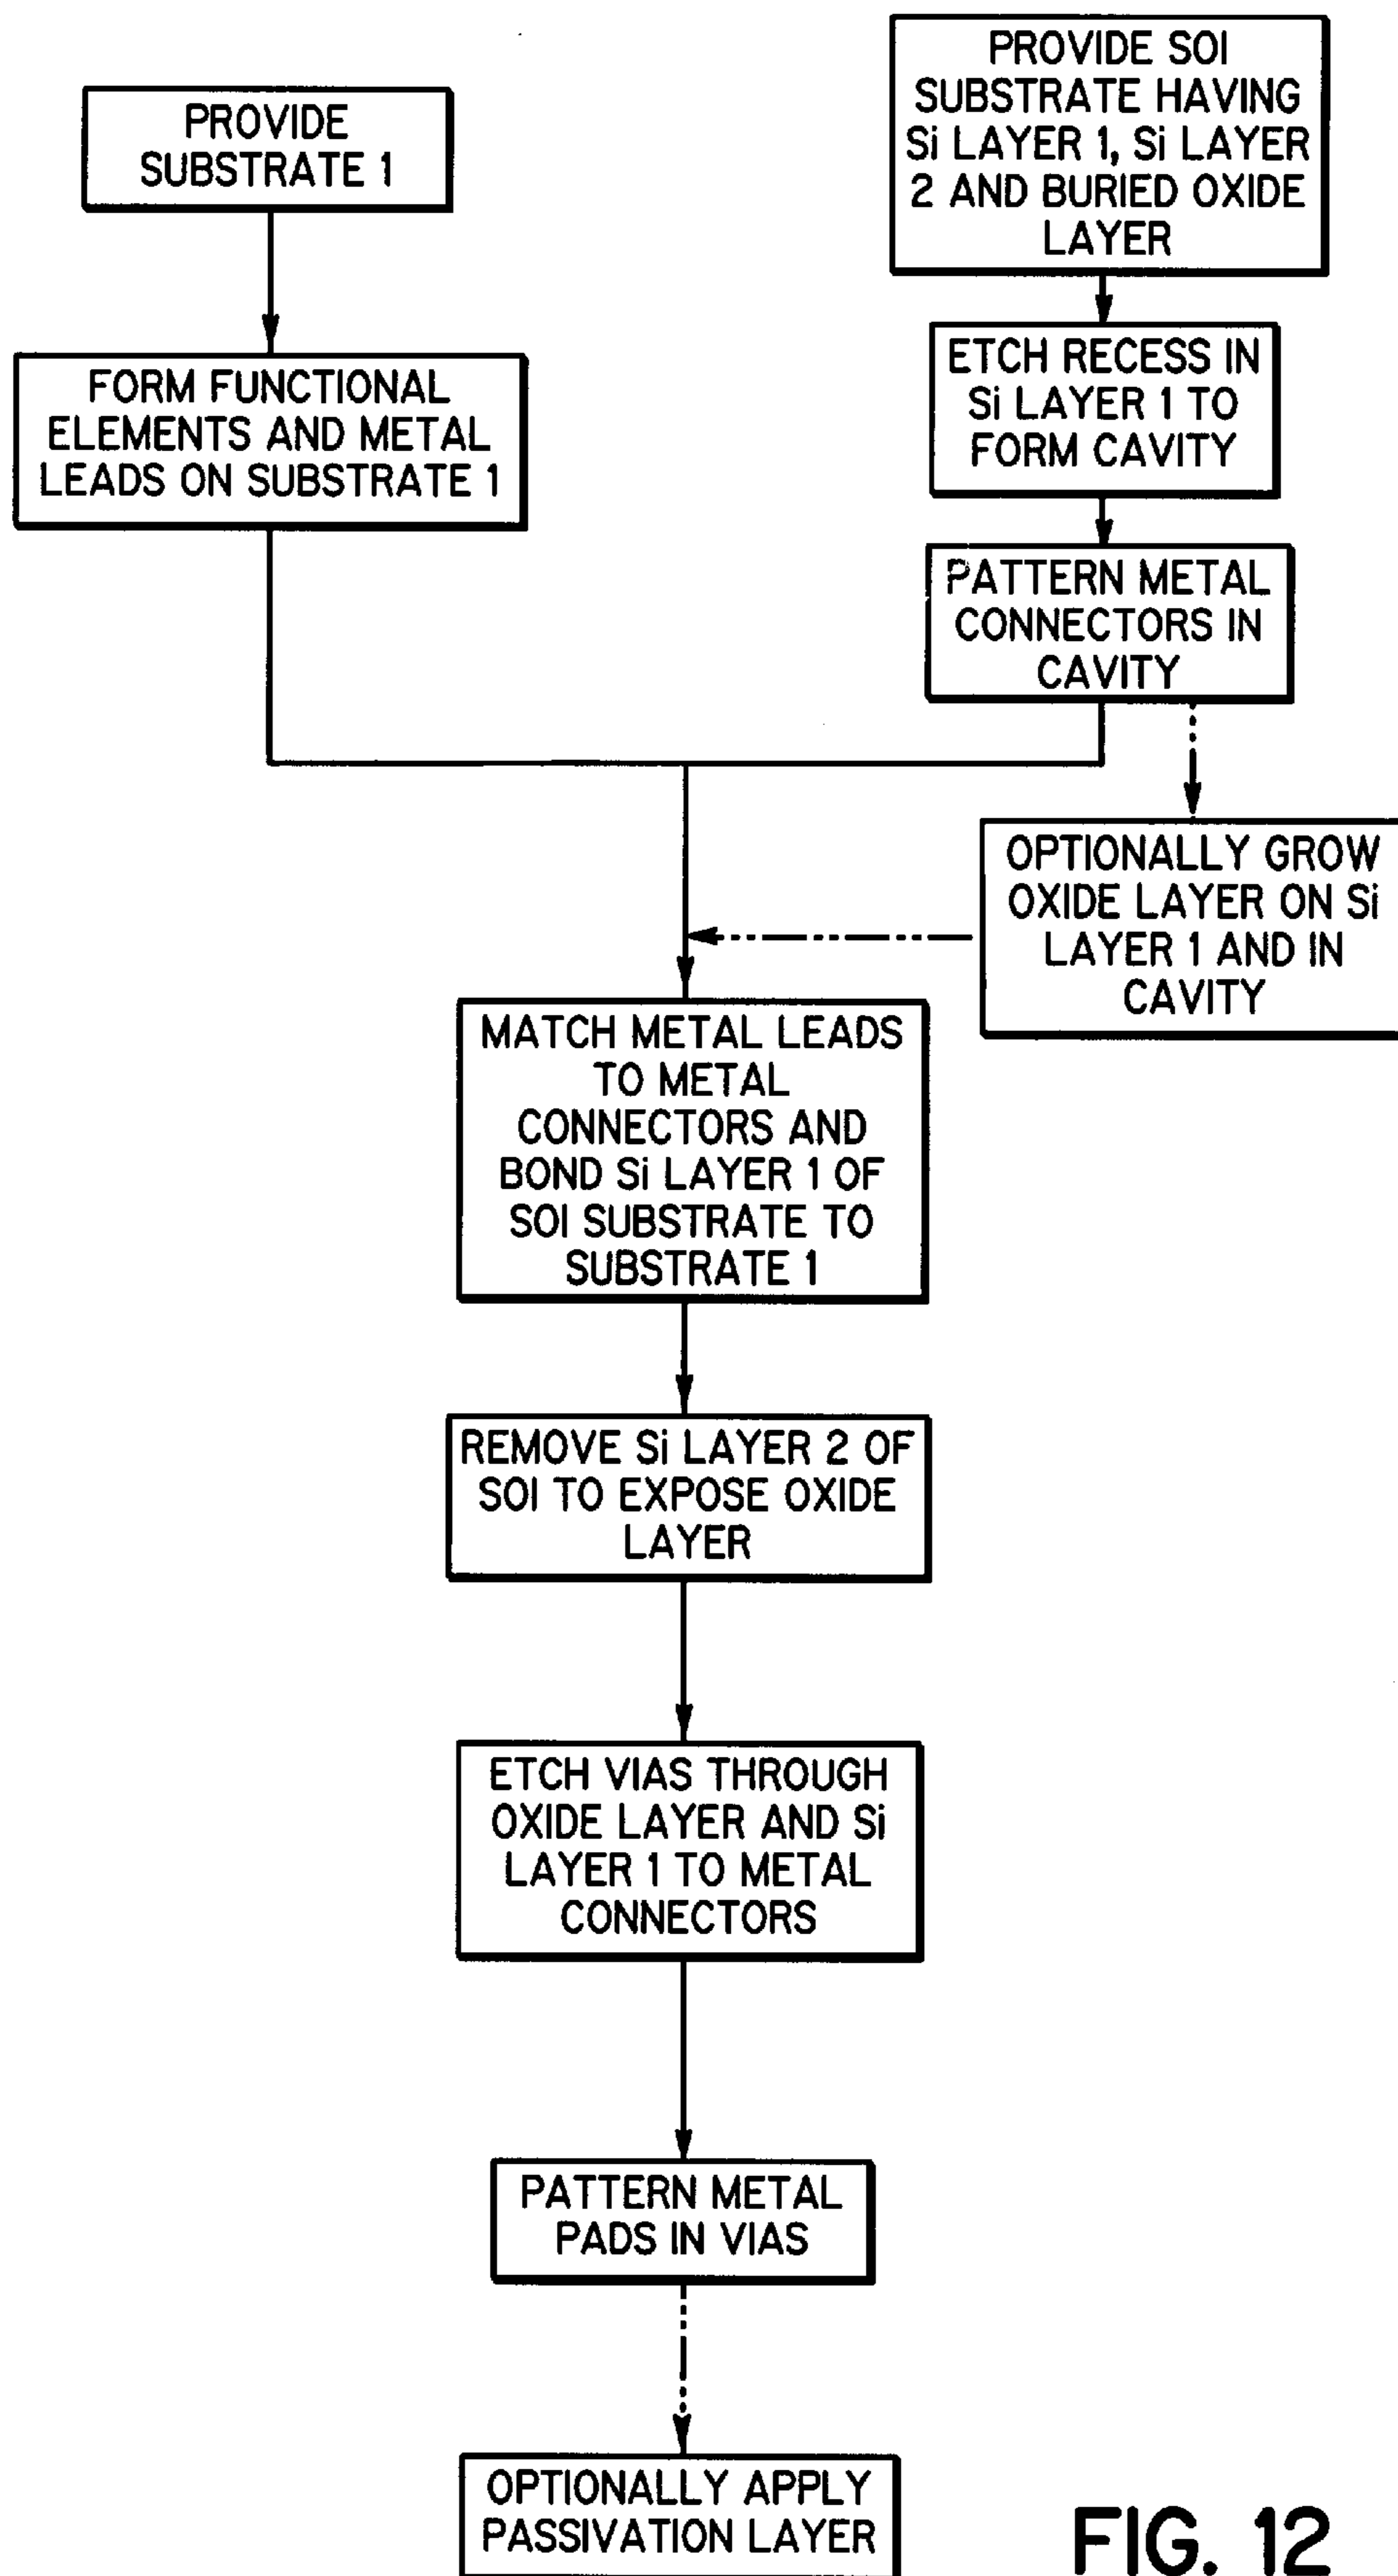 PROVIDE
SUBSTRATE 1
FORM FUNCTIONAL
ELEMENTS AND METAL
LEADS ON SUBSTRATE 1
PROVIDE SOI
SUBSTRATE HAVING
Si LAYER 1, Si LAYER
2 AND BURIED OXIDE
LAYER
ETCH RECESS IN
Si LAYER 1 TO
FORM CAVITY
PATTERN METAL
CONNECTORS IN
CAVITY
OPTIONALLY GROW
OXIDE LAYER ON Si
LAYER 1 AND IN
CAVITY
MATCH METAL LEADS
TO METAL
CONNECTORS AND
BOND Si LAYER 1 OF
SOI SUBSTRATE TO
SUBSTRATE 1
REMOVE Si LAYER 2 OF
SOI TO EXPOSE OXIDE
LAYER
ETCH VIAS THROUGH
OXIDE LAYER AND Si
LAYER 1 TO METAL
CONNECTORS
PATTERN METAL
PADS IN VIAS
OPTIONALLY APPLY
PASSIVATION LAYER
FIG. 12